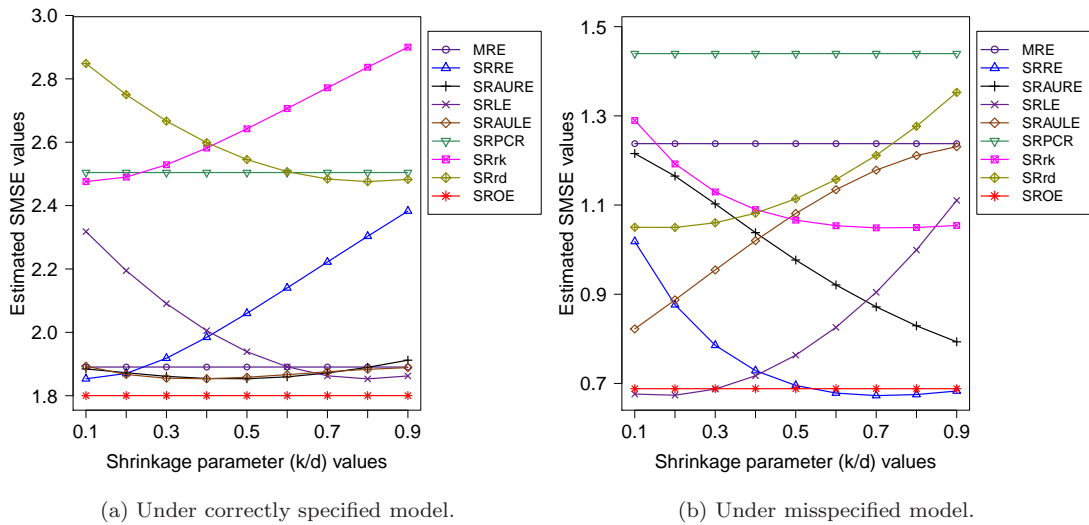 Estimated SMSE values
3.0
2.8
2.6
2.4
2.2
2.0
1.8
0.1 0.3 0.5 0.7 0.9
Shrinkage parameter (k/d) values
MRE
SRRE
SRAURE
SRLE
SRAULE
SRPCR
SRrk
SRrd
SROE
(a) Under correctly specified model.
Estimated SMSE values
1.5
1.3
1.1
0.9
0.7
0.1 0.3 0.5 0.7 0.9
Shrinkage parameter (k/d) values
MRE
SRRE
SRAURE
SRLE
SRAULE
SRPCR
SRrk
SRrd
SROE
(b) Under misspecified model.